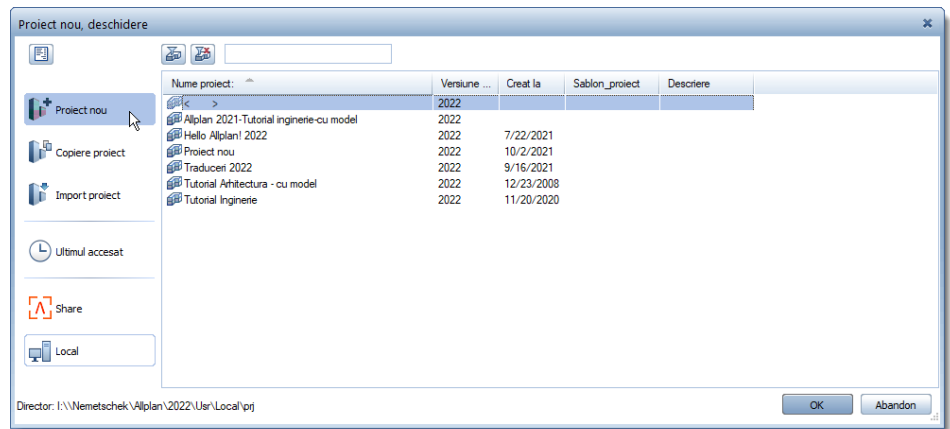 Proiect nou, deschidere
Nume proiect: Versiune ... Creat la Sablon_proiect Descriere
Proiect nou
Copiere proiect
Import proiect
Ultimul accesat
Share
Local
< > 2022
Allplan 2021-Tutorial inginerie-cu model 2022
Hello Allplan! 2022 2022 7/22/2021
Proiect nou 2022 10/2/2021
Traduceri 2022 2022 9/16/2021
Tutorial Arhitectura - cu model 2022 12/23/2008
Tutorial Inginerie 2022 11/20/2020
Director: I:\\Nemetschek\Allplan\2022\Usr\Local\prj
OK Abandon